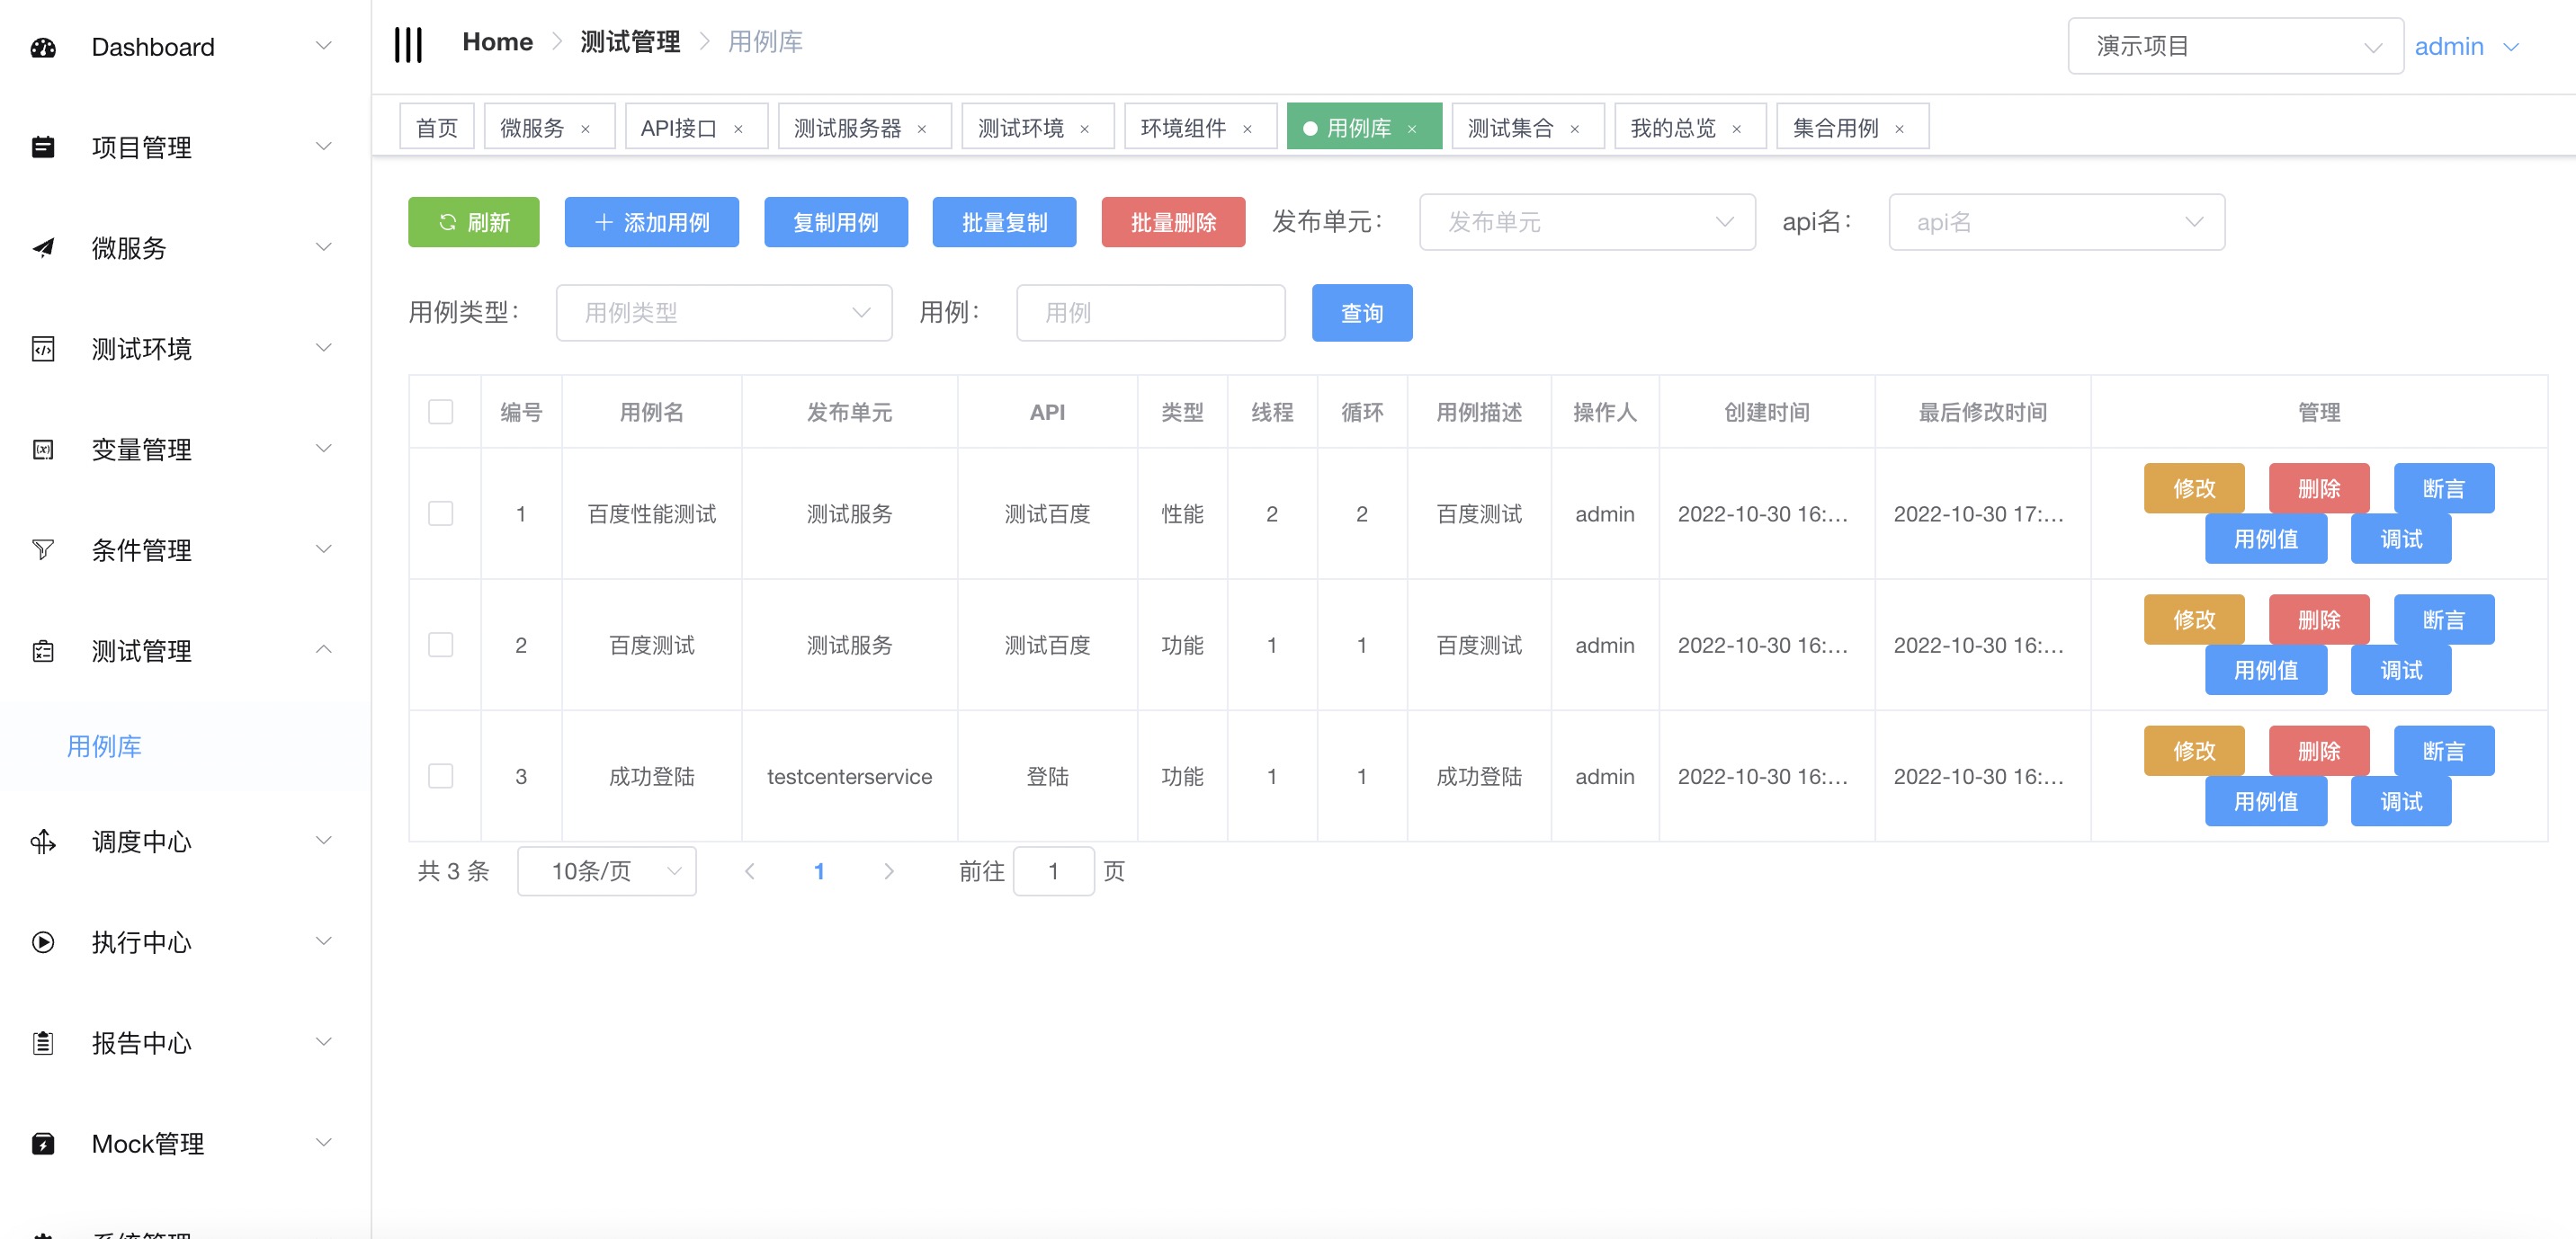 Dashboard
项目管理
微服务
测试环境
变量管理
条件管理
测试管理
用例库
调度中心
执行中心
报告中心
Mock管理
系统管理
Home 测试管理 用例库
演示项目 admin
首页 微服务 × API接口 × 测试服务器 × 测试环境 × 环境组件 × 用例库 × 测试集合 × 我的总览 × 集合用例 ×
刷新 添加用例 复制用例 批量复制 批量删除 发布单元： 发布单元 api名： api名
用例类型： 用例类型 用例： 用例 查询
编号 用例名 发布单元 API 类型 线程 循环 用例描述 操作人 创建时间 最后修改时间 管理
1 百度性能测试 测试服务 测试百度 性能 2 2 百度测试 admin 2022-10-30 16:... 2022-10-30 17:... 修改 删除 断言
用例值 调试
2 百度测试 测试服务 测试百度 功能 1 1 百度测试 admin 2022-10-30 16:... 2022-10-30 16:... 修改 删除 断言
用例值 调试
3 成功登陆 testcenterservice 登陆 功能 1 1 成功登陆 admin 2022-10-30 16:... 2022-10-30 16:... 修改 删除 断言
用例值 调试
共 3 条 10条/页 1 前往 1 页